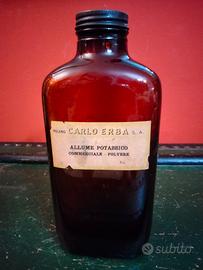 MILANO CARLO ERBA S. A.
ALLUME POTASSICO
COMMERCIALE - POLVERE
subito